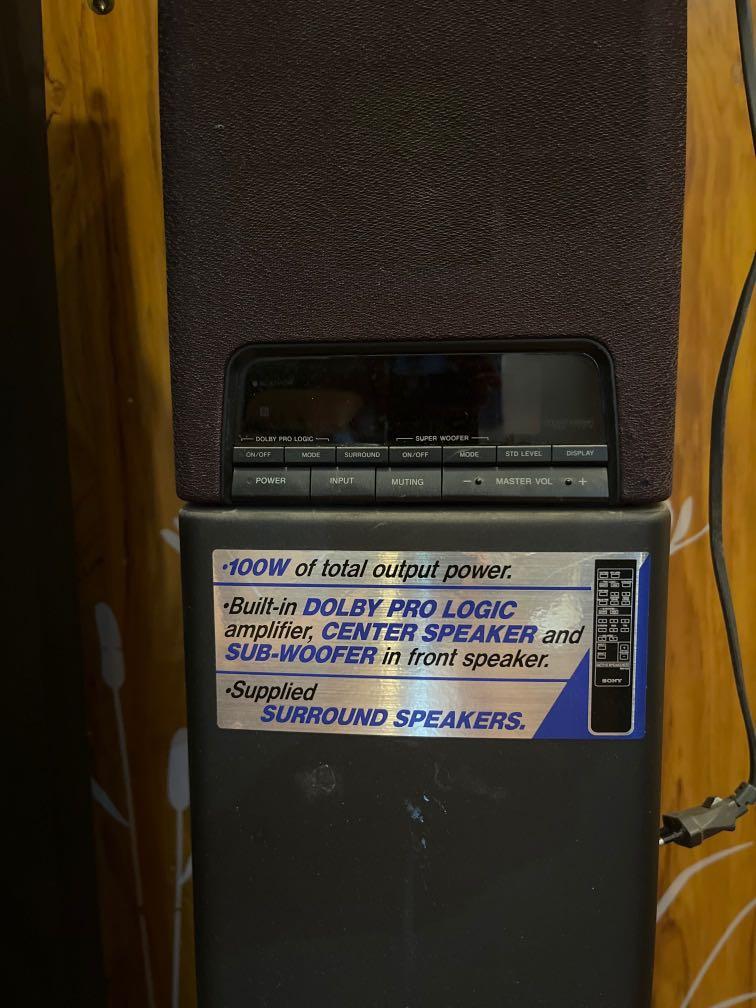 DOLBY PRO LOGIC SUPER WOOFER
ON/OFF MODE SURROUND ON/OFF MODE STD LEVEL DISPLAY
POWER INPUT MUTING − MASTER VOL +
•100W of total output power.
•Built-in DOLBY PRO LOGIC
amplifier, CENTER SPEAKER and
SUB-WOOFER in front speaker.
•Supplied
SURROUND SPEAKERS.
SONY